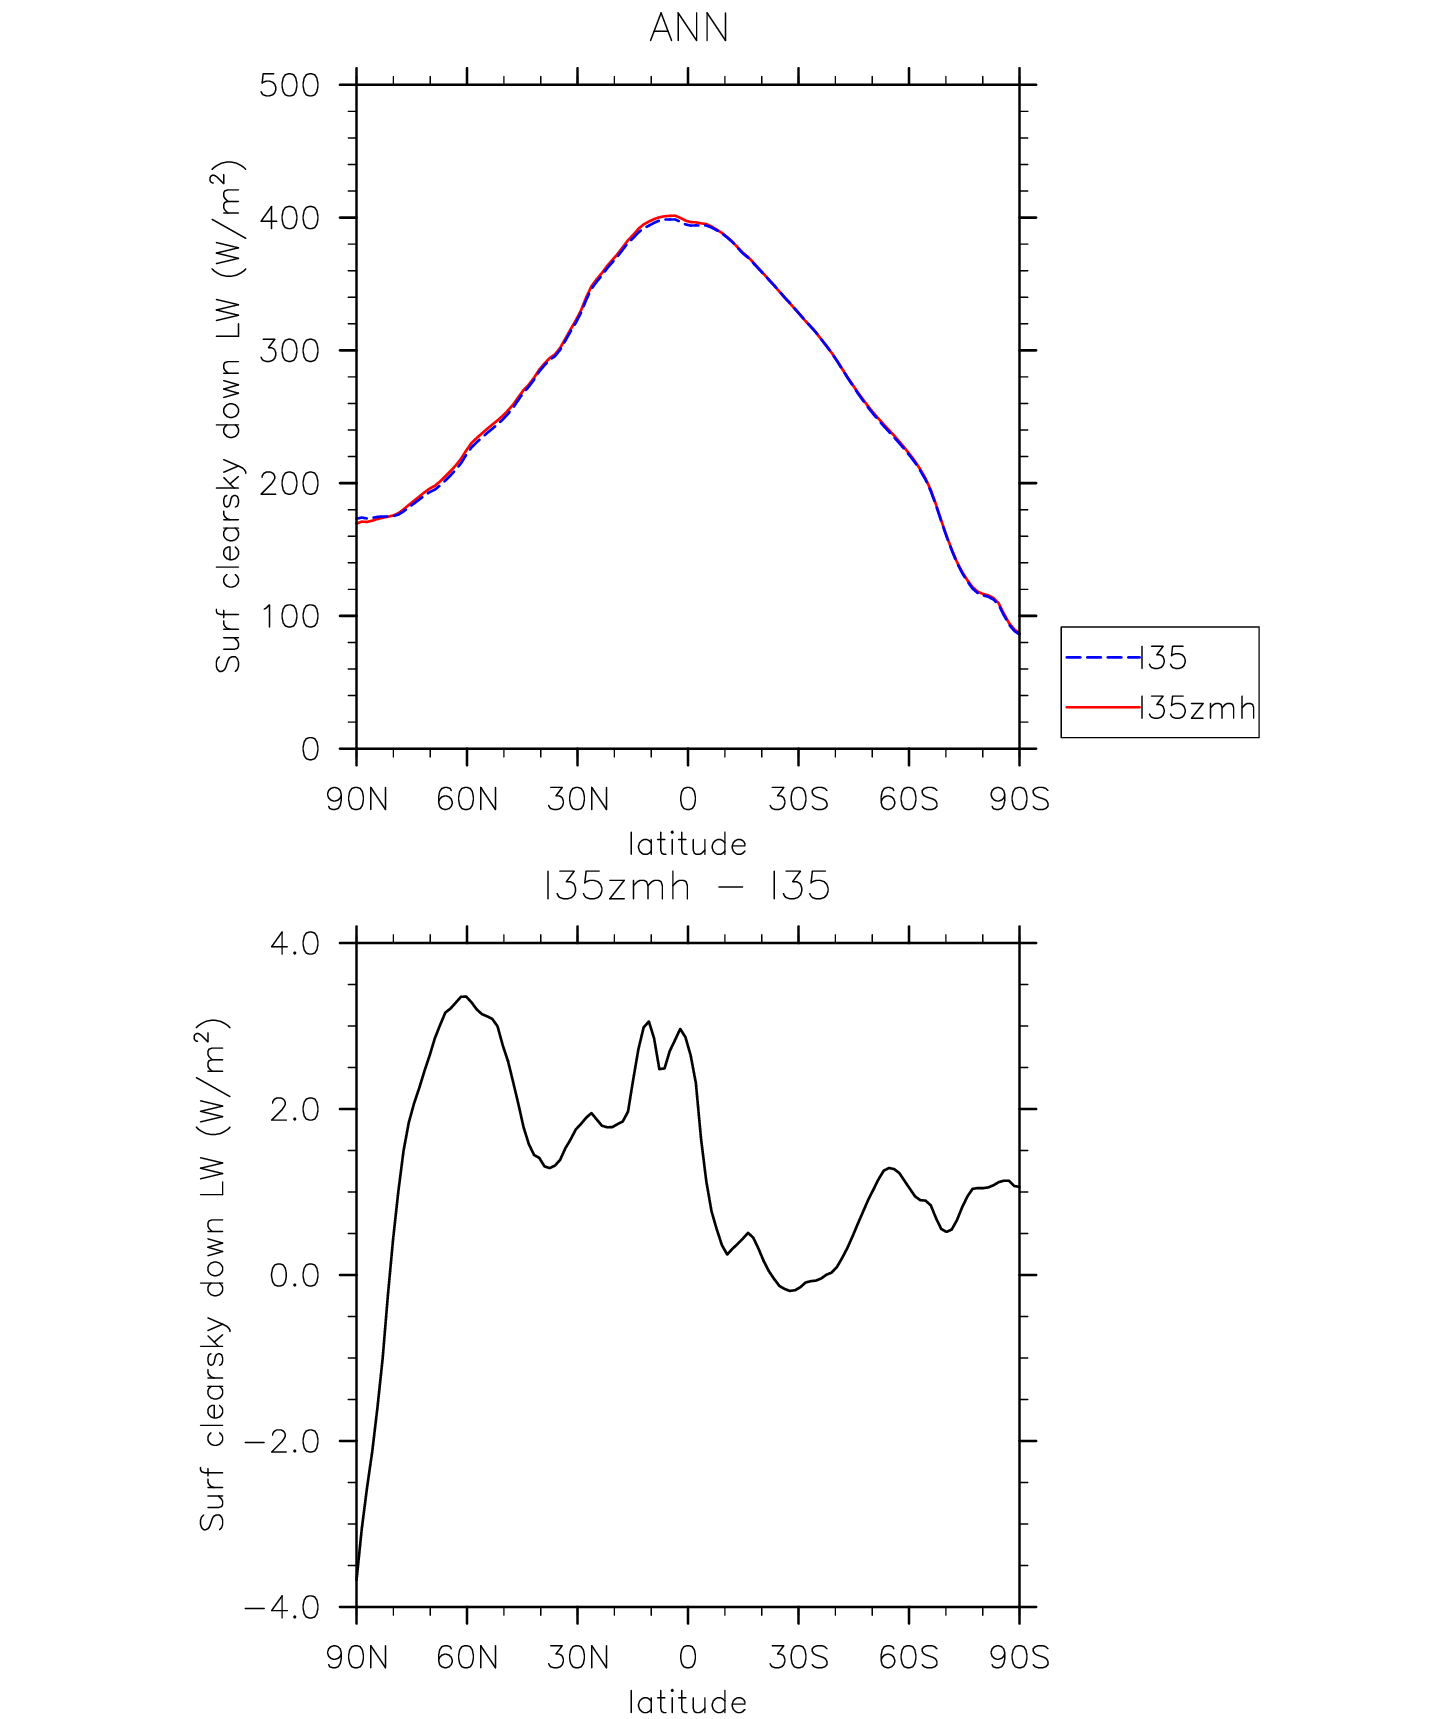 ANN
Surf clearsky down LW (W/m²)
500
400
300
200
100
0
90N 60N 30N 0 30S 60S 90S
latitude
I35
I35zmh
I35zmh − I35
Surf clearsky down LW (W/m²)
4.0
2.0
0.0
−2.0
−4.0
90N 60N 30N 0 30S 60S 90S
latitude